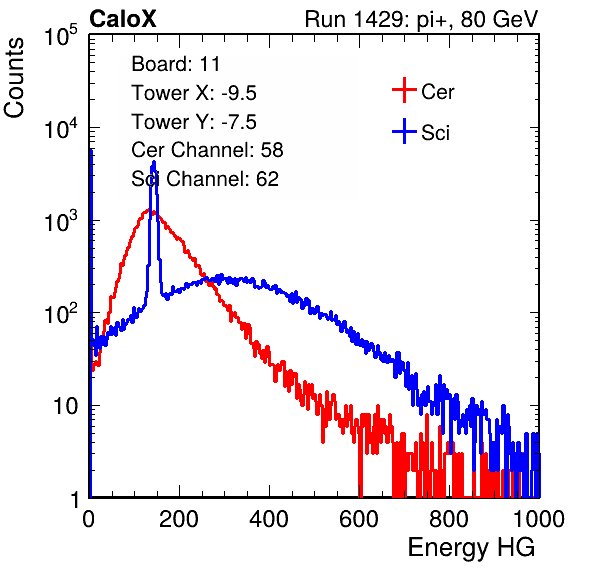 CaloX Run 1429: pi+, 80 GeV
Counts
10^5
Board: 11
Tower X: -9.5
Tower Y: -7.5
Cer Channel: 58
Sci Channel: 62
Cer
Sci
10^4
10^3
10^2
10
1
0 200 400 600 800 1000
Energy HG